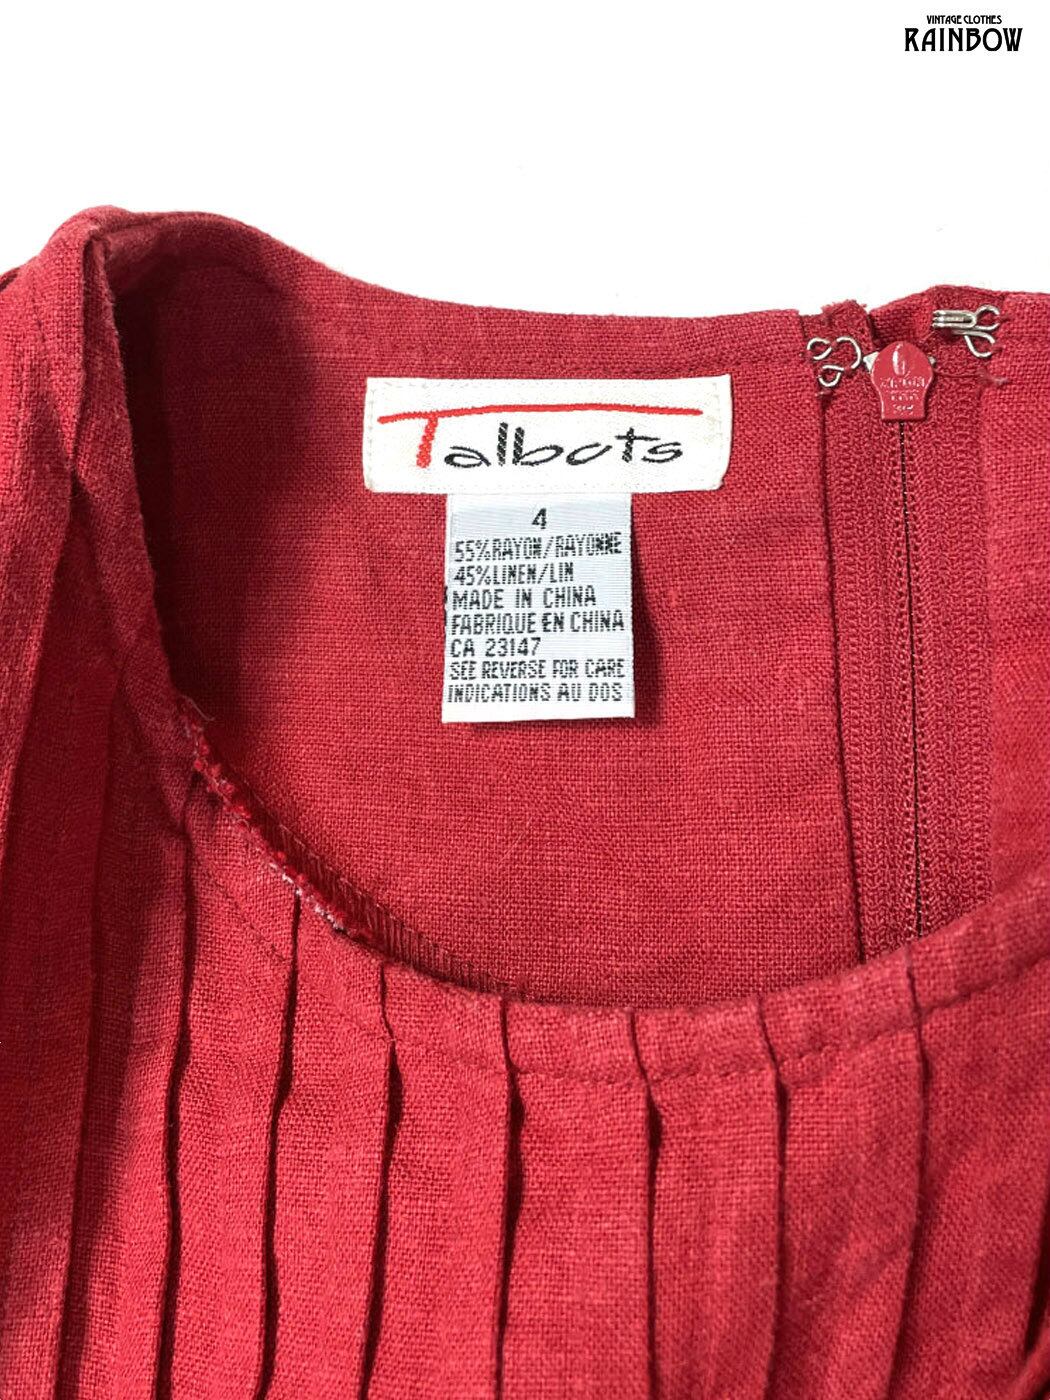 VINTAGE CLOTHES
RAINBOW
Talbots
4
55%RAYON/RAYONNE
45%LINEN/LIN
MADE IN CHINA
FABRIQUE EN CHINA
CA 23147
SEE REVERSE FOR CARE
INDICATIONS AU DOS